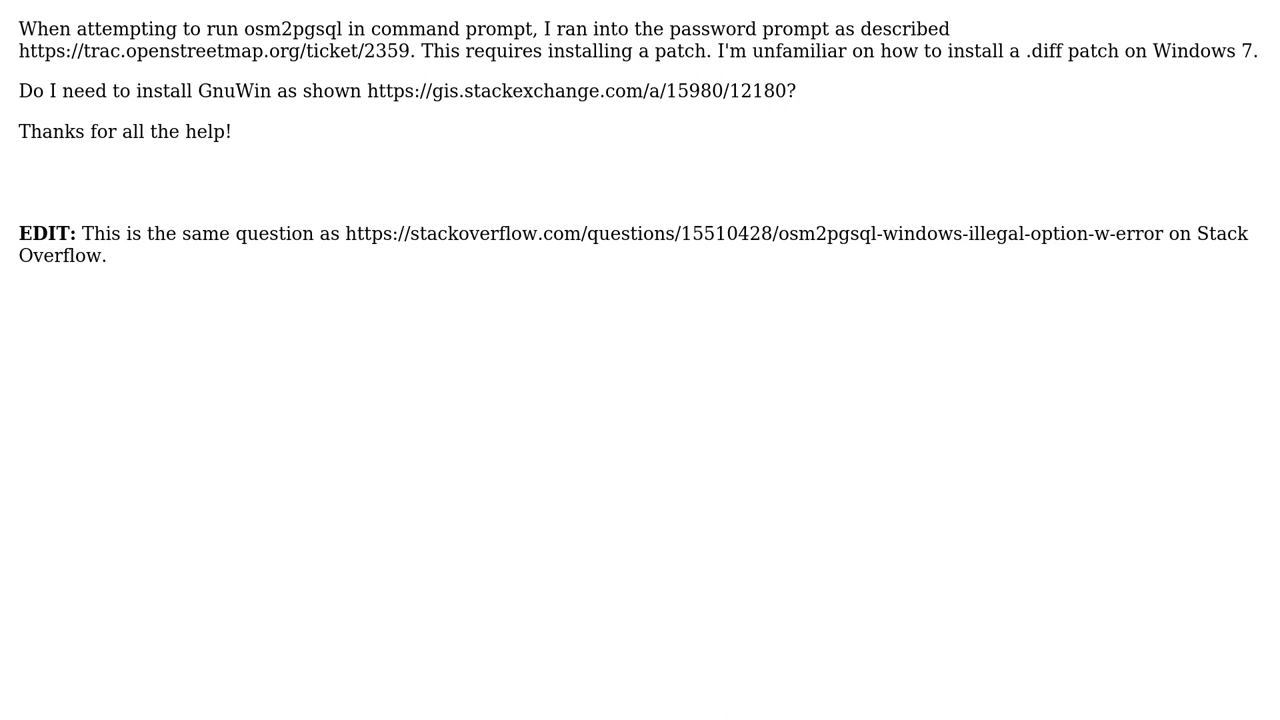 When attempting to run osm2pgsql in command prompt, I ran into the password prompt as described
https://trac.openstreetmap.org/ticket/2359. This requires installing a patch. I'm unfamiliar on how to install a .diff patch on Windows 7.
Do I need to install GnuWin as shown https://gis.stackexchange.com/a/15980/12180?
Thanks for all the help!
EDIT: This is the same question as https://stackoverflow.com/questions/15510428/osm2pgsql-windows-illegal-option-w-error on Stack
Overflow.